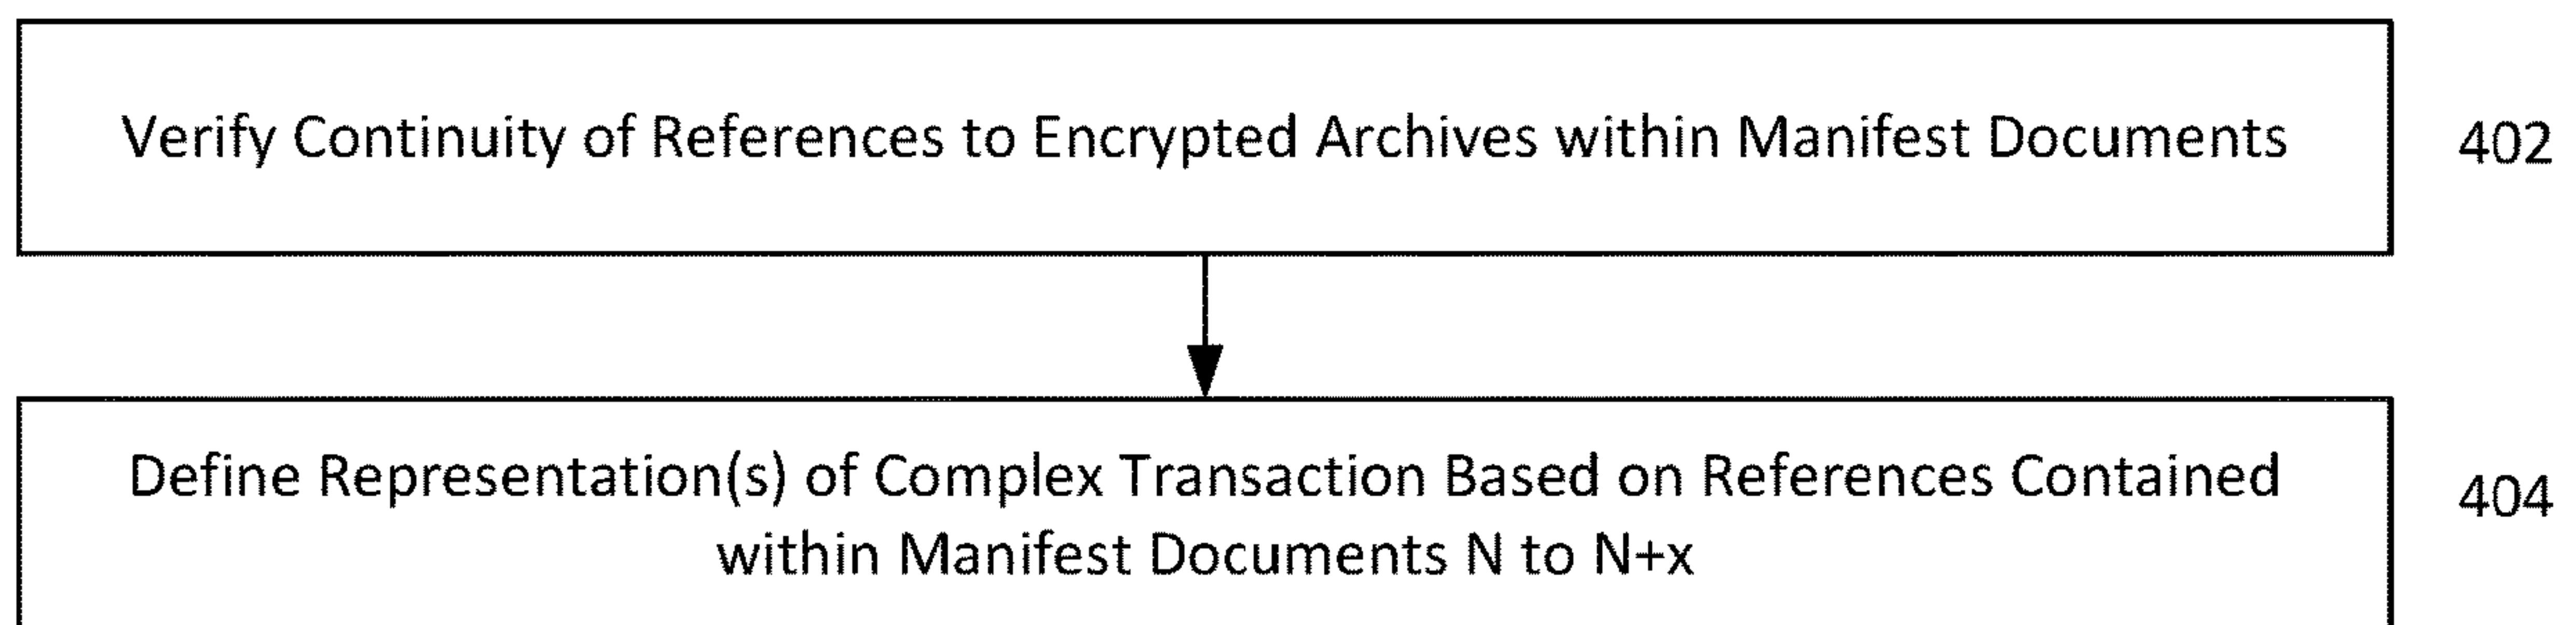 Verify Continuity of References to Encrypted Archives within Manifest Documents
402
Define Representation(s) of Complex Transaction Based on References Contained
404
within Manifest Documents N to N+x